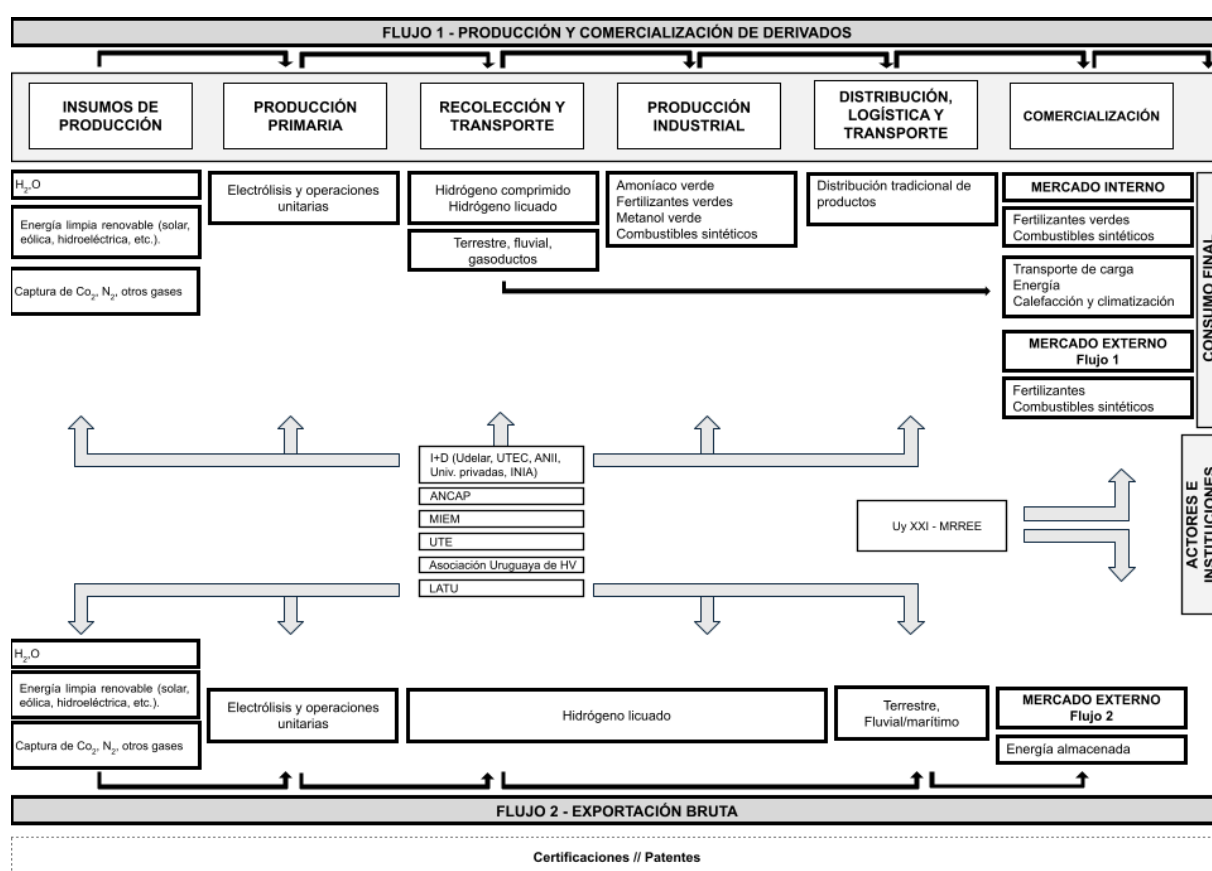 FLUJO 1 - PRODUCCIÓN Y COMERCIALIZACIÓN DE DERIVADOS
INSUMOS DE
PRODUCCIÓN
PRODUCCIÓN
PRIMARIA
RECOLECCIÓN Y
TRANSPORTE
PRODUCCIÓN
INDUSTRIAL
DISTRIBUCIÓN,
LOGÍSTICA Y
TRANSPORTE
COMERCIALIZACIÓN
H₂,O
Energía limpia renovable (solar,
eólica, hidroeléctrica, etc.).
Captura de Co₂, N₂, otros gases
Electrólisis y operaciones
unitarias
Hidrógeno comprimido
Hidrógeno licuado
Terrestre, fluvial,
gasoductos
Amoníaco verde
Fertilizantes verdes
Metanol verde
Combustibles sintéticos
Distribución tradicional de
productos
MERCADO INTERNO
Fertilizantes verdes
Combustibles sintéticos
Transporte de carga
Energía
Calefacción y climatización
MERCADO EXTERNO
Flujo 1
Fertilizantes
Combustibles sintéticos
CONSUMO FINAL
I+D (Udelar, UTEC, ANII,
Univ. privadas, INIA)
ANCAP
MIEM
UTE
Asociación Uruguaya de HV
LATU
Uy XXI - MRREE
ACTORES E
INSTITUCIONES
H₂,O
Energía limpia renovable (solar,
eólica, hidroeléctrica, etc.).
Captura de Co₂, N₂, otros gases
Electrólisis y operaciones
unitarias
Hidrógeno licuado
Terrestre,
Fluvial/marítimo
MERCADO EXTERNO
Flujo 2
Energía almacenada
FLUJO 2 - EXPORTACIÓN BRUTA
Certificaciones // Patentes